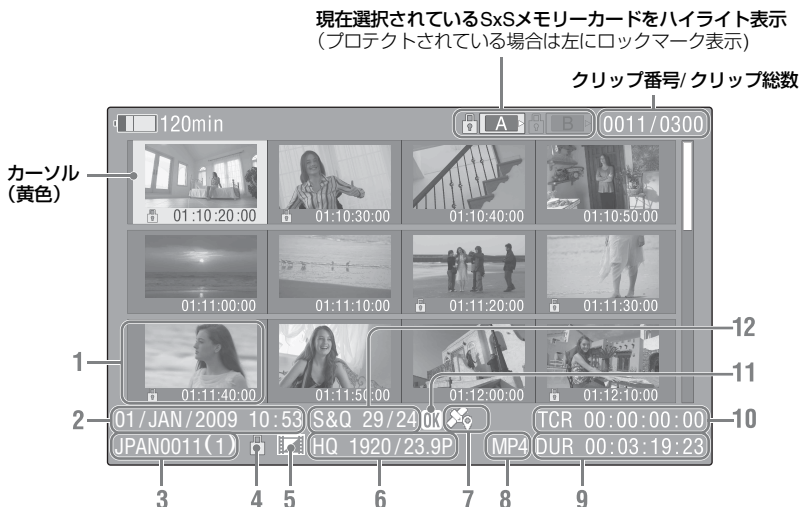 現在選択されているSxSメモリーカードをハイライト表示
（プロテクトされている場合は左にロックマーク表示)
クリップ番号/ クリップ総数
120min
A B 0011/0300
カーソル
（黄色）
01:10:20:00 01:10:30:00 01:10:40:00 01:10:50:00
01:11:00:00 01:11:10:00 01:11:20:00 01:11:30:00
12
1
11
01:11:40:00 01:11:50:00 01:12:00:00 01:12:10:00
2 01/JAN/2009 10:53 S&Q 29/24 OK TCR 00:00:00:00 10
JPAN0011(1) HQ 1920/23.9P MP4 DUR 00:03:19:23
3 4 5 6 7 8 9